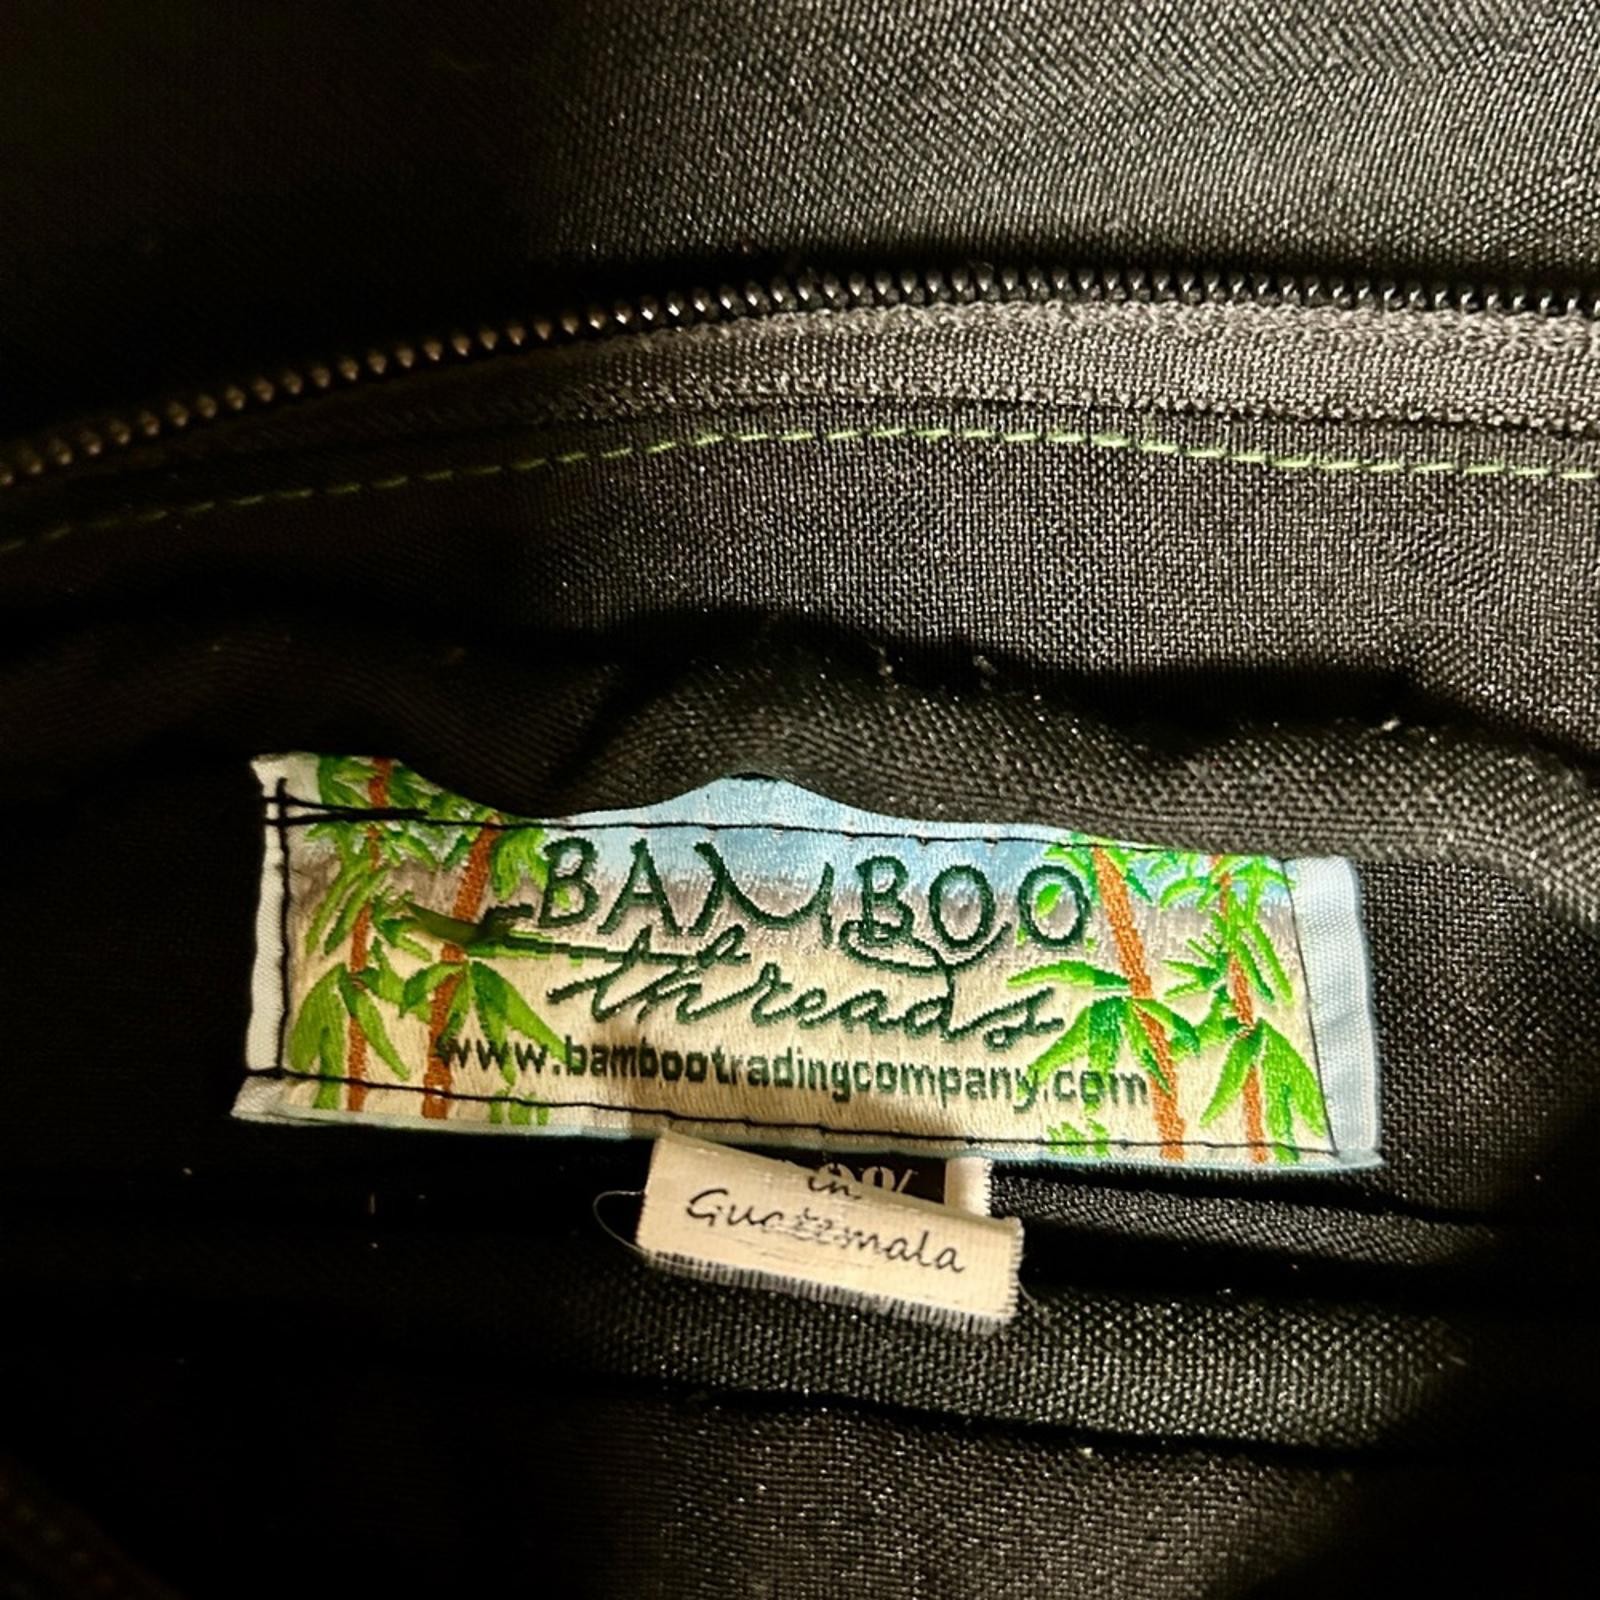 BAMBOO
threads
www.bambootradingcompany.com
in
Guatemala